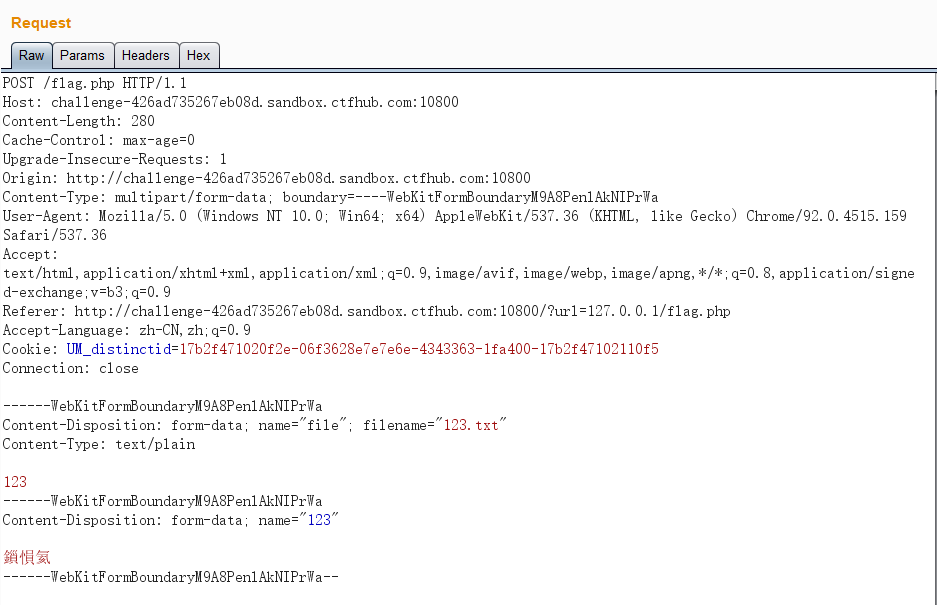 Request
Raw Params Headers Hex
POST /flag.php HTTP/1.1
Host: challenge-426ad735267eb08d.sandbox.ctfhub.com:10800
Content-Length: 280
Cache-Control: max-age=0
Upgrade-Insecure-Requests: 1
Origin: http://challenge-426ad735267eb08d.sandbox.ctfhub.com:10800
Content-Type: multipart/form-data; boundary=----WebKitFormBoundaryM9A8Pen1AkNIPrWa
User-Agent: Mozilla/5.0 (Windows NT 10.0; Win64; x64) AppleWebKit/537.36 (KHTML, like Gecko) Chrome/92.0.4515.159
Safari/537.36
Accept:
text/html,application/xhtml+xml,application/xml;q=0.9,image/avif,image/webp,image/apng,*/*;q=0.8,application/signe
d-exchange;v=b3;q=0.9
Referer: http://challenge-426ad735267eb08d.sandbox.ctfhub.com:10800/?url=127.0.0.1/flag.php
Accept-Language: zh-CN,zh;q=0.9
Cookie: UM_distinctid=17b2f471020f2e-06f3628e7e7e6e-4343363-1fa400-17b2f47102110f5
Connection: close
------WebKitFormBoundaryM9A8Pen1AkNIPrWa
Content-Disposition: form-data; name="file"; filename="123.txt"
Content-Type: text/plain
123
------WebKitFormBoundaryM9A8Pen1AkNIPrWa
Content-Disposition: form-data; name="123"
鎻愪氦
------WebKitFormBoundaryM9A8Pen1AkNIPrWa--